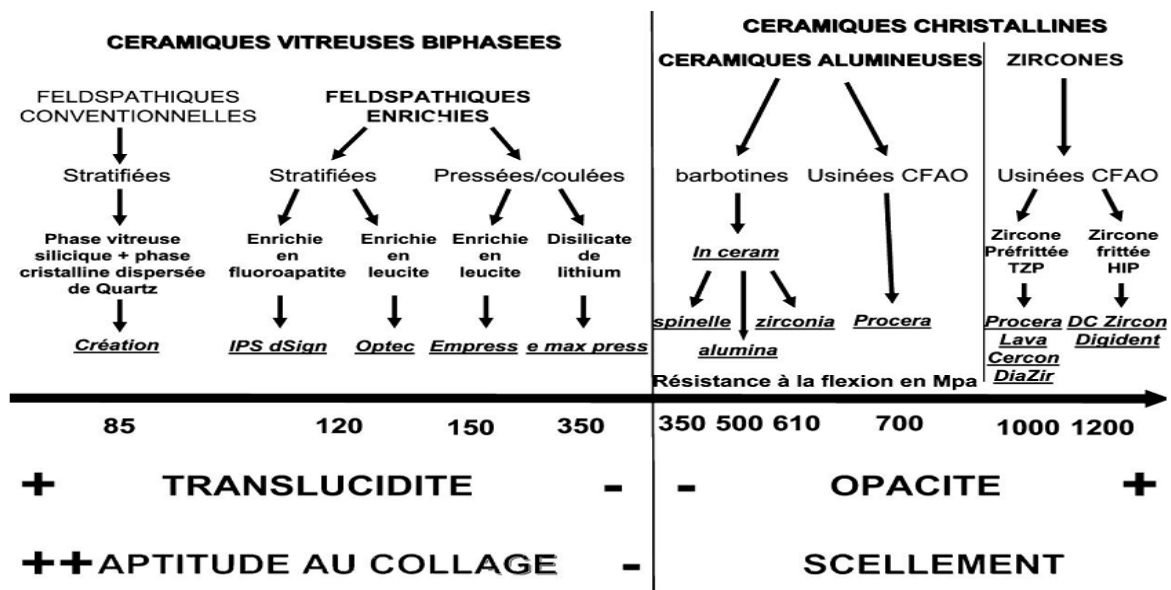 CERAMIQUES VITREUSES BIPHASEES
CERAMIQUES CHRISTALLINES
CERAMIQUES ALUMINEUSES
ZIRCONES
FELDSPATHIQUES
CONVENTIONNELLES
FELDSPATHIQUES
ENRICHIES
Stratifiées
Stratifiées
Pressées/coulées
barbotines
Usinées CFAO
Usinées CFAO
Phase vitreuse
silicique + phase
cristalline dispersée
de Quartz
Enrichie
en
fluoroapatite
Enrichie
en
leucite
Enrichie
en
leucite
Disilicate
de
lithium
In ceram
Zircone
Préfrittée
TZP
Zircone
frittée
HIP
Création
IPS dSign
Optec
Empress
e max press
spinelle
alumina
zirconia
Procera
Procera
Lava
Cercon
DiaZir
DC Zircon
Digident
Résistance à la flexion en Mpa
85 120 150 350 350 500 610 700 1000 1200
+ TRANSLUCIDITE - - OPACITE +
++ APTITUDE AU COLLAGE - SCELLEMENT